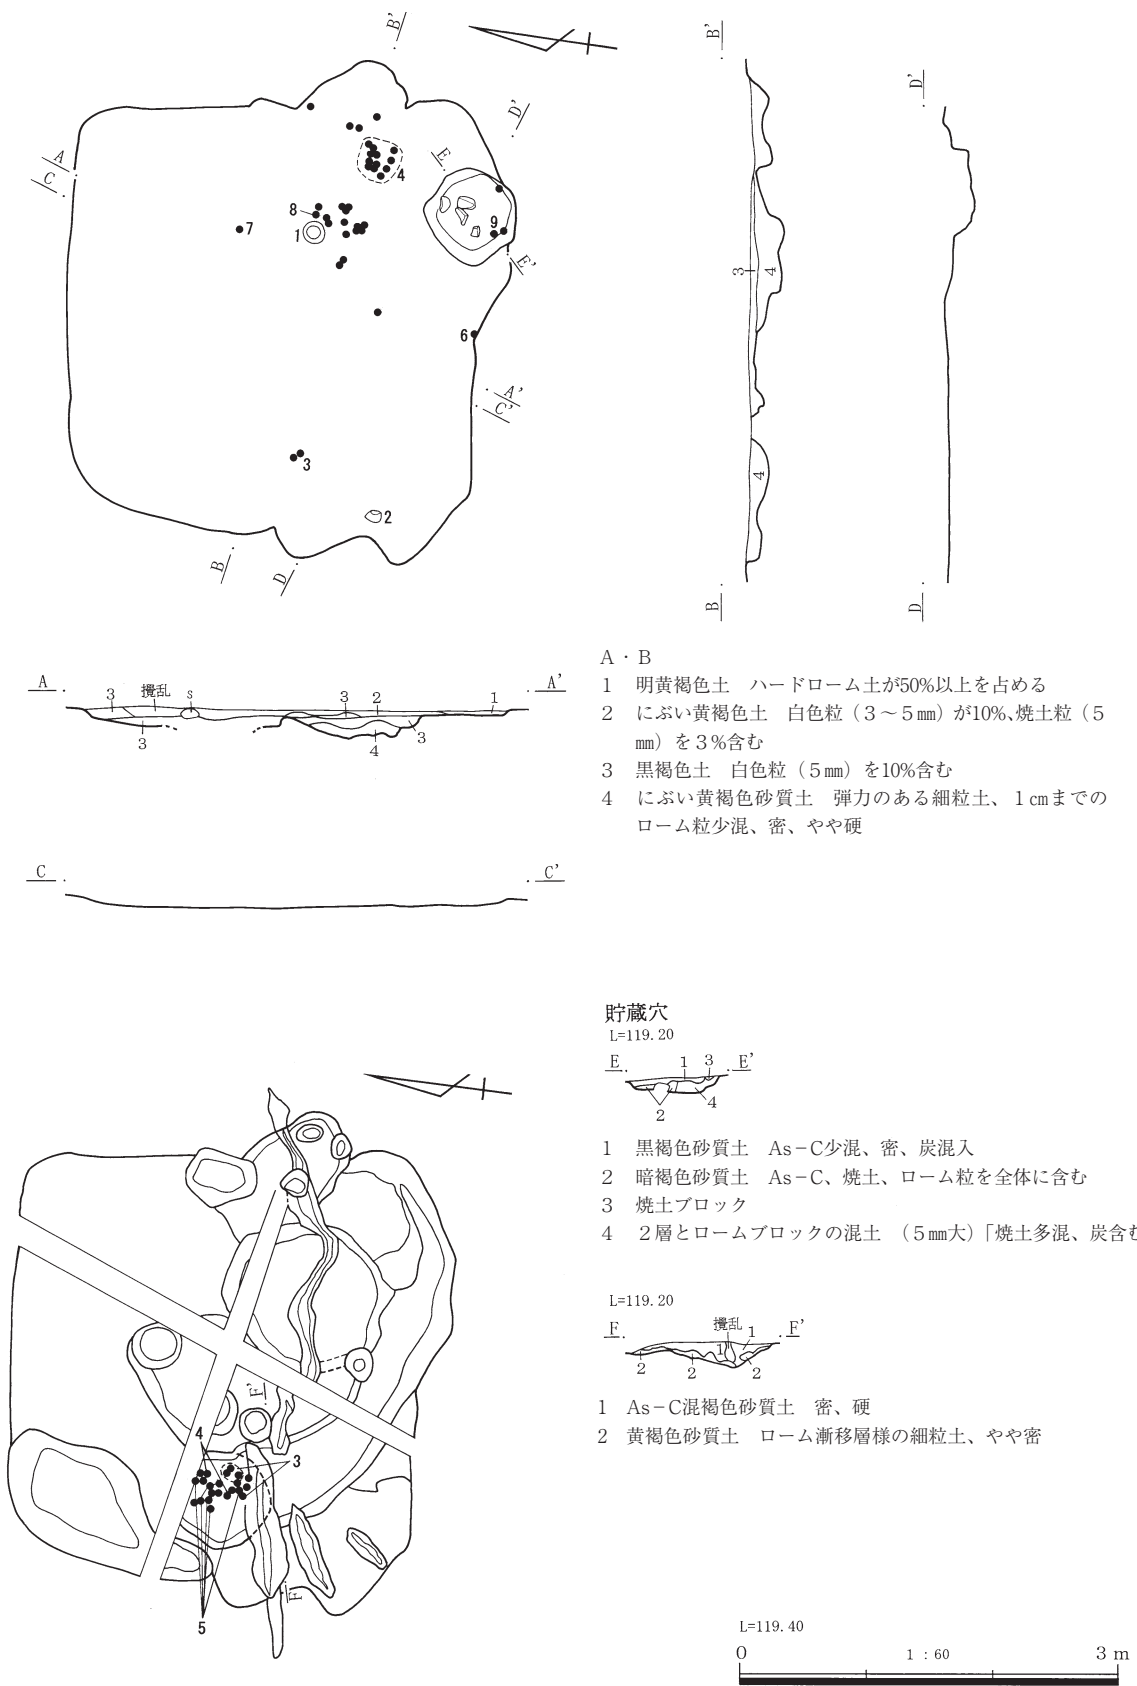 B'
D'
A
C
E
4
8
7
1
9
E'
6
A'
C'
3
2
B
D
B'
D'
3
4
4
B
D
A
3
攪乱
s
3
2
1
A'
3
4
3
C
C'
A・B
1 明黄褐色土 ハードローム土が50%以上を占める
2 にぶい黄褐色土 白色粒(3～5㎜)が10%、焼土粒(5
㎜)を3%含む
3 黒褐色土 白色粒(5㎜)を10%含む
4 にぶい黄褐色砂質土 弾力のある細粒土、1㎝までの
ローム粒少混、密、やや硬
貯蔵穴
L=119.20
E
1
3
E'
2
4
1 黒褐色砂質土 As－C少混、密、炭混入
2 暗褐色砂質土 As－C、焼土、ローム粒を全体に含む
3 焼土ブロック
4 2層とロームブロックの混土 (5㎜大)「焼土多混、炭含む
L=119.20
F
攪乱
1
F'
1
2
2
2
1 As－C混褐色砂質土 密、硬
2 黄褐色砂質土 ローム漸移層様の細粒土、やや密
F'
4
3
F
5
L=119.40
0
1 : 60
3 m